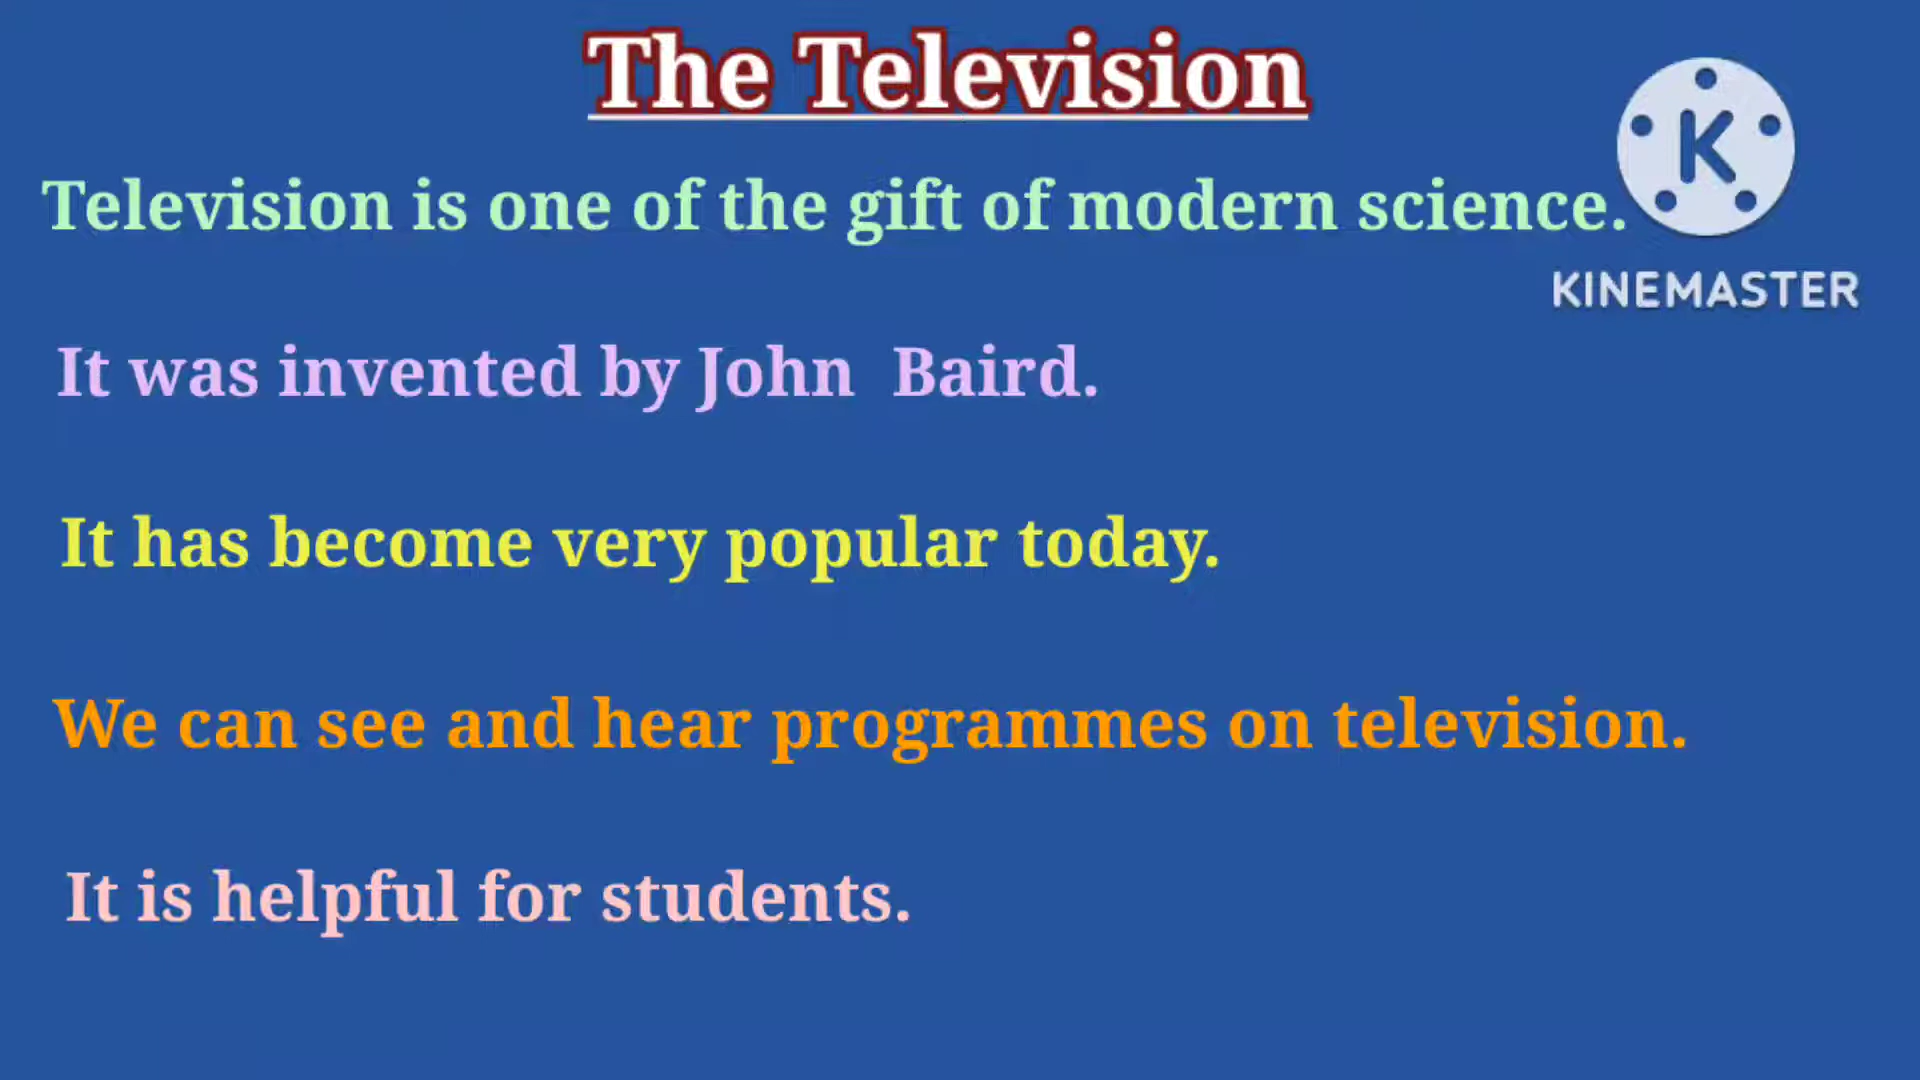 The Television
Television is one of the gift of modern science.
KINEMASTER
It was invented by John Baird.
It has become very popular today.
We can see and hear programmes on television.
It is helpful for students.